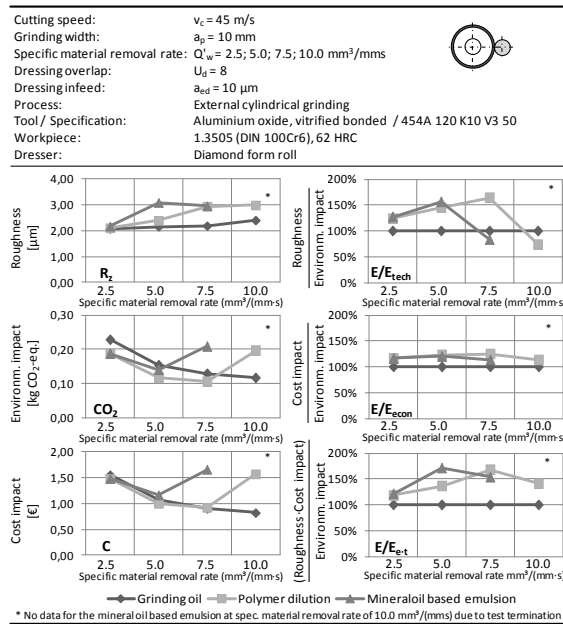 Cutting speed: vc = 45 m/s
Grinding width: ap = 10 mm
Specific material removal rate: Q'w = 2.5; 5.0; 7.5; 10.0 mm³/mms
Dressing overlap: Ud = 8
Dressing infeed: aed = 10 µm
Process: External cylindrical grinding
Tool / Specification: Aluminium oxide, vitrified bonded / 454A 120 K10 V3 50
Workpiece: 1.3505 (DIN 100Cr6), 62 HRC
Dresser: Diamond form roll
Roughness
[µm]
4,00
3,00
2,00
1,00
0,00
*
Rz
2.5 5.0 7.5 10.0
Specific material removal rate (mm³/(mm·s)
Roughness
Environm. impact
200%
150%
100%
50%
0%
*
E/Etech
2.5 5.0 7.5 10.0
Specific material removal rate (mm³/(mm·s)
Environm. impact
[kg CO2-eq.]
0,30
0,20
0,10
0,00
*
CO2
2.5 5.0 7.5 10.0
Specific material removal rate (mm³/(mm·s)
Cost impact
Environm. impact
200%
150%
100%
50%
0%
*
E/Eecon
2.5 5.0 7.5 10.0
Specific material removal rate (mm³/(mm·s)
Cost impact
[€]
2,00
1,50
1,00
0,50
0,00
*
C
2.5 5.0 7.5 10.0
Specific material removal rate (mm³/(mm·s)
(Roughness·Cost impact)
Environm. impact
200%
150%
100%
50%
0%
*
E/Ee·t
2.5 5.0 7.5 10.0
Specific material removal rate mm³/(mm·s)
Grinding oil Polymer dilution Mineraloil based emulsion
* No data for the mineral oil based emulsion at spec. material removal rate of 10.0 mm³/(mms) due to test termination